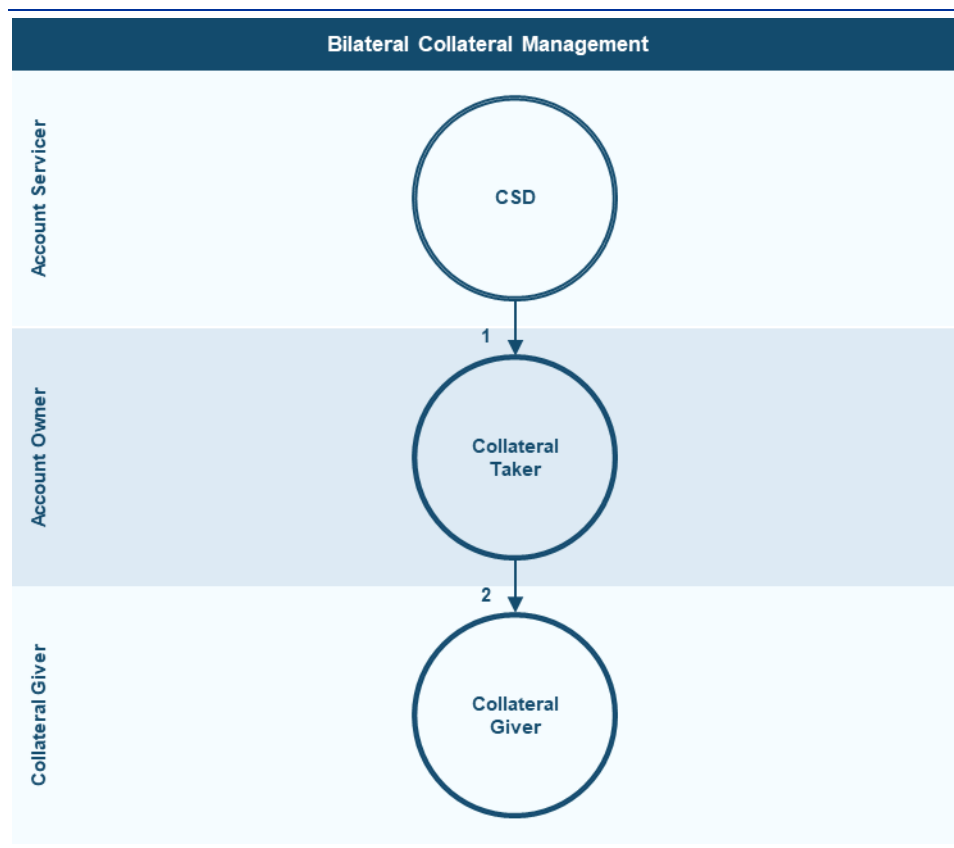 Bilateral Collateral Management
Account Servicer
CSD
1
Account Owner
Collateral
Taker
2
Collateral Giver
Collateral
Giver